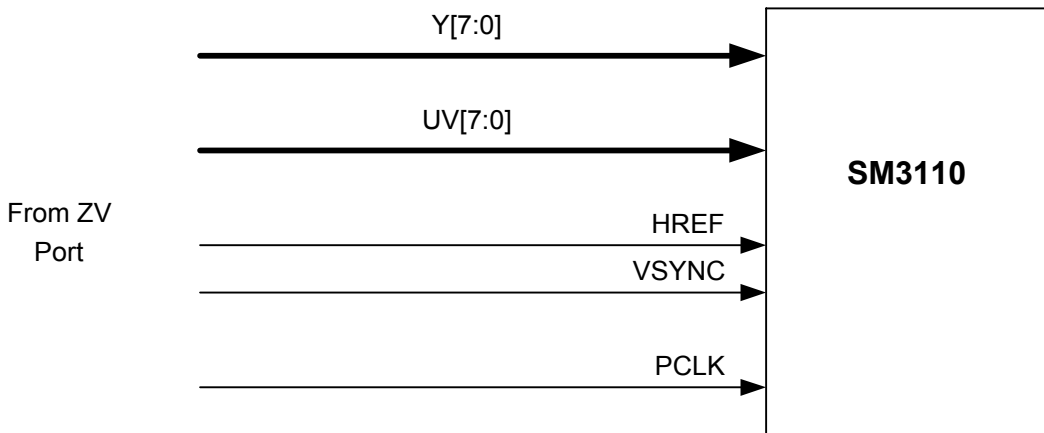 Y[7:0]
UV[7:0]
SM3110
From ZV
Port
HREF
VSYNC
PCLK